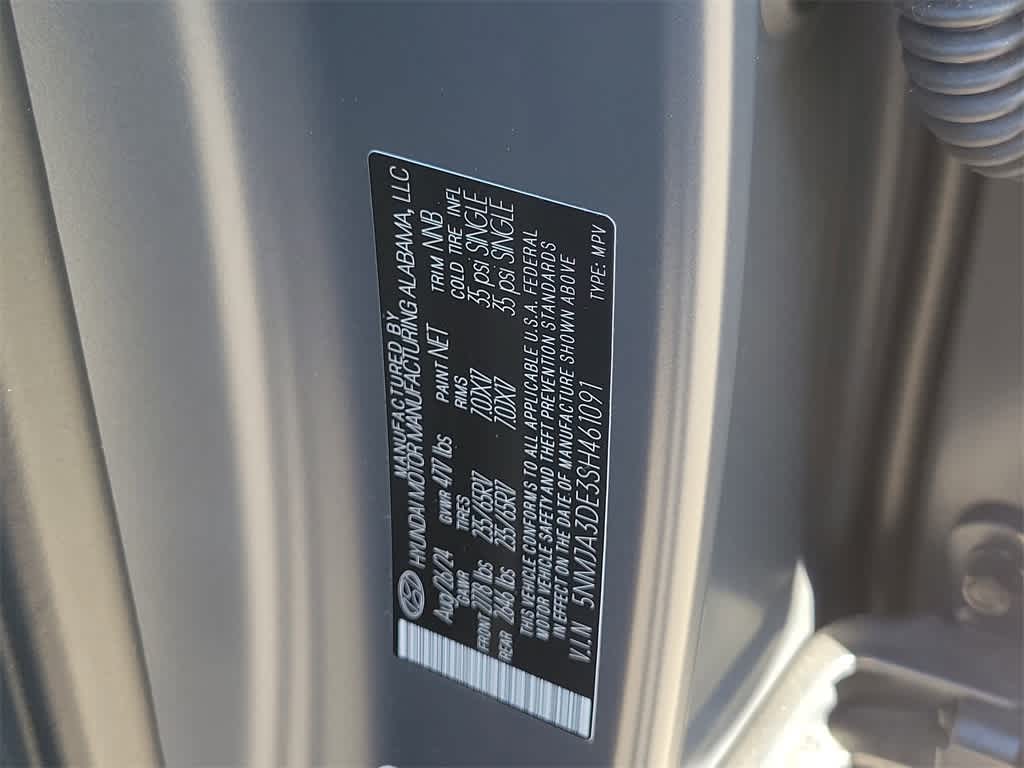 MANUFACTURED BY
HYUNDAI MOTOR MANUFACTURING ALABAMA, LLC
Aug/28/24 GVWR 4717 lbs PAINT NET TRIM NNB
GAWR TIRES RIMS COLD TIRE INFL
FRONT lbs 235/65R17 7.0JX17 35 psi SINGLE
REAR 2646 lbs 235/65R17 7.0JX17 35 psi SINGLE
THIS VEHICLE CONFORMS TO ALL APPLICABLE U.S.A. FEDERAL
MOTOR VEHICLE SAFETY AND THEFT PREVENTION STANDARDS
IN EFFECT ON THE DATE OF MANUFACTURE SHOWN ABOVE
V.I.N 5NMJA3DE3SH461091 TYPE: MPV